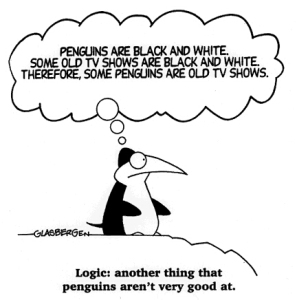 PENGUINS ARE BLACK AND WHITE.
SOME OLD TV SHOWS ARE BLACK AND WHITE.
THEREFORE, SOME PENGUINS ARE OLD TV SHOWS.
GLASBERGEN
Logic: another thing that
penguins aren't very good at.